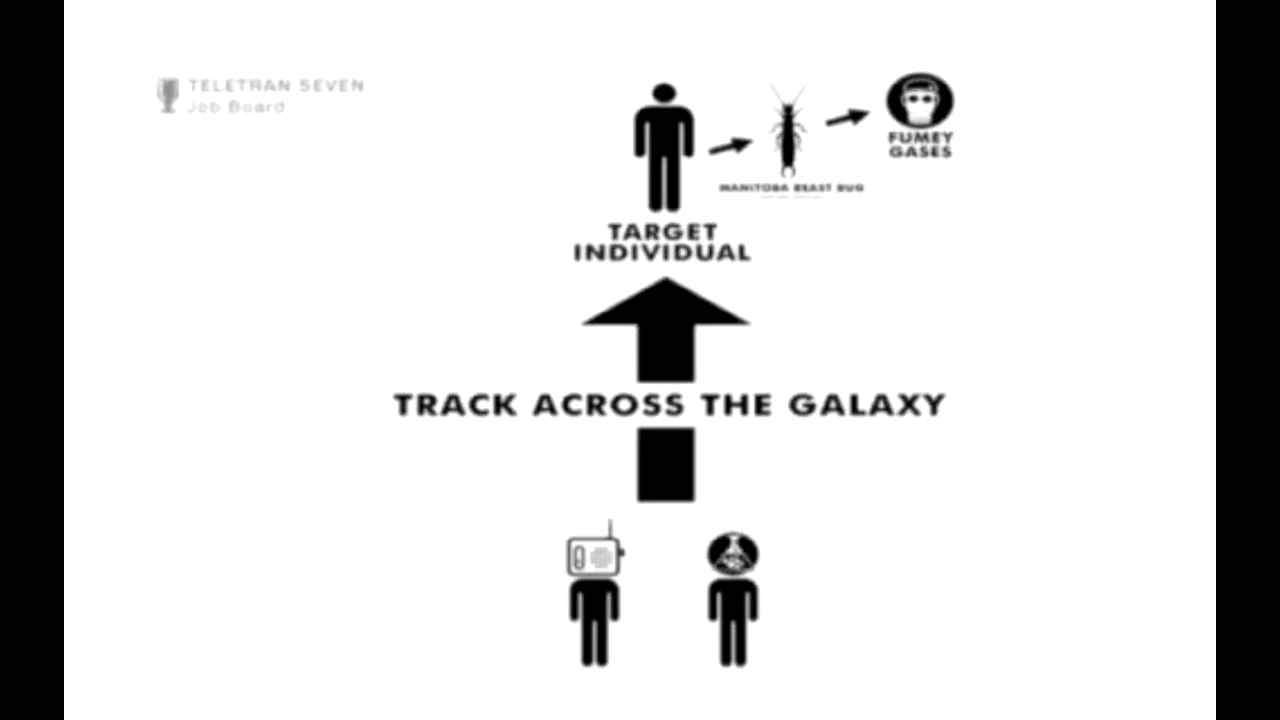 TELETRAN SEVEN
Job Board
FUMEY
GASES
MANITOBA BEAST BUG
TARGET
INDIVIDUAL
TRACK ACROSS THE GALAXY